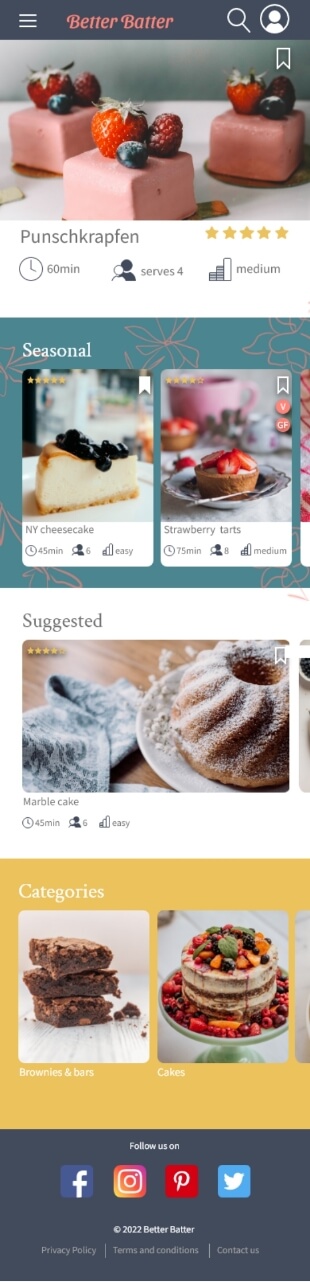 Better Batter
Punschkrapfen
60min serves 4 medium
Seasonal
V
GF
NY cheesecake Strawberry tarts
45min 6 easy 75min 8 medium
Suggested
Marble cake
45min 6 easy
Categories
Brownies & bars Cakes
Follow us on
© 2022 Better Batter
Privacy Policy Terms and conditions Contact us